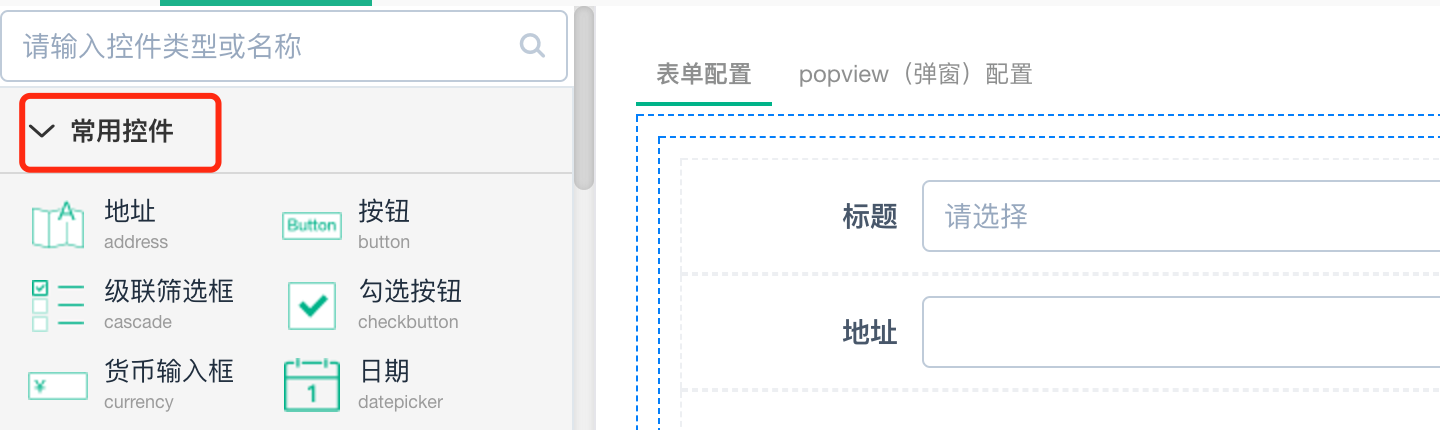 请输入控件类型或名称
常用控件
地址
address
Button
按钮
button
级联筛选框
cascade
勾选按钮
checkbutton
¥
货币输入框
currency
1
日期
datepicker
表单配置
popview（弹窗）配置
标题
请选择
地址